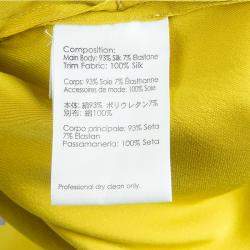 Composition:
Main Body: 93% Silk 7% Elastane
Trim Fabric: 100% Silk
Corps: 93% Soie 7% Elasthanne
Accessoires de mode: 100% Soie
本体: 絹93% ポリウレタン7%
別布: 絹100%
Corpo principale: 93% Seta
7% Elastan
Passamaneria: 100% Seta
Professional dry clean only.